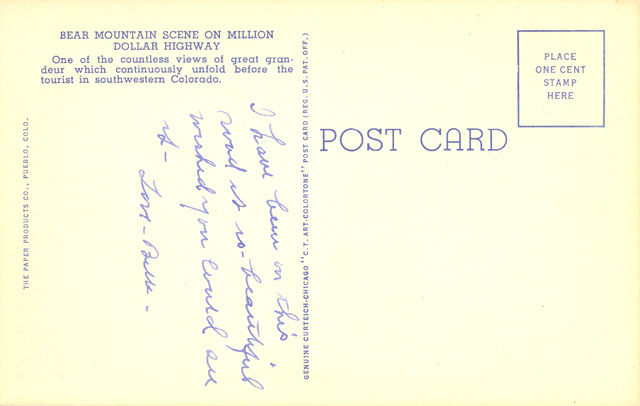 BEAR MOUNTAIN SCENE ON MILLION
DOLLAR HIGHWAY
One of the countless views of great gran-
deur which continuously unfold before the
tourist in southwestern Colorado.
I have been on this
road it is so beautiful
wished you could see
it - Love - Belle -
THE PAPER PRODUCTS CO., PUEBLO, COLO.
GENUINE CURTEICH-CHICAGO "C.T. ART-COLORTONE" POST CARD (REG. U.S. PAT. OFF.)
POST CARD
PLACE
ONE CENT
STAMP
HERE